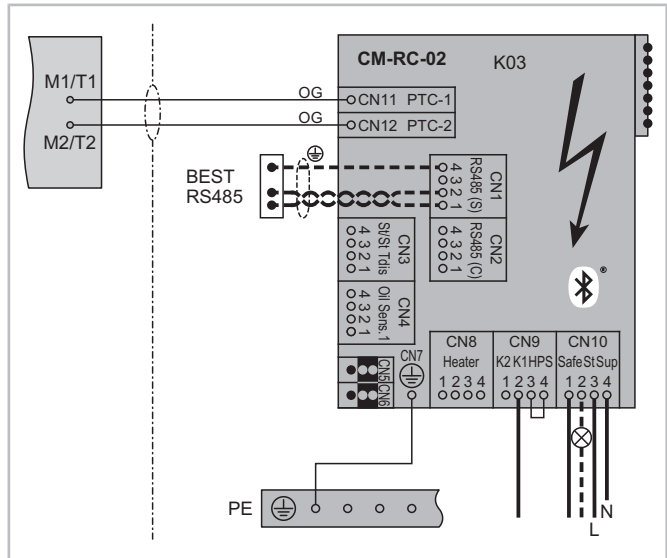 CM-RC-02 K03
M1/T1
M2/T2
OG CN11 PTC-1
OG CN12 PTC-2
BEST
RS485
4 3 2 1
RS485 (S)
CN1
4 3 2 1
St/St Tdis
CN3
4 3 2 1
RS485 (C)
CN2
4 3 2 1
Oil Sens. 1
CN4
CN5
CN6
CN7
CN8
Heater
1 2 3 4
CN9
K2 K1 HPS
1 2 3 4
CN10
Safe St Sup
1 2 3 4
®
PE
N
L